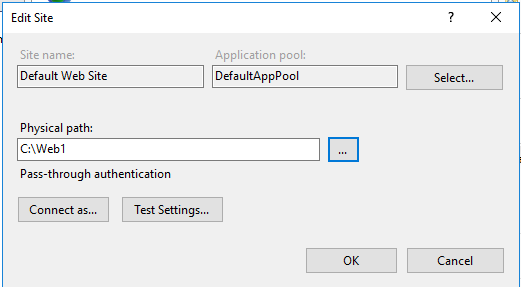 Edit Site
?
Site name:
Application pool:
Default Web Site
DefaultAppPool
Select...
Physical path:
C:\Web1
...
Pass-through authentication
Connect as...
Test Settings...
OK
Cancel